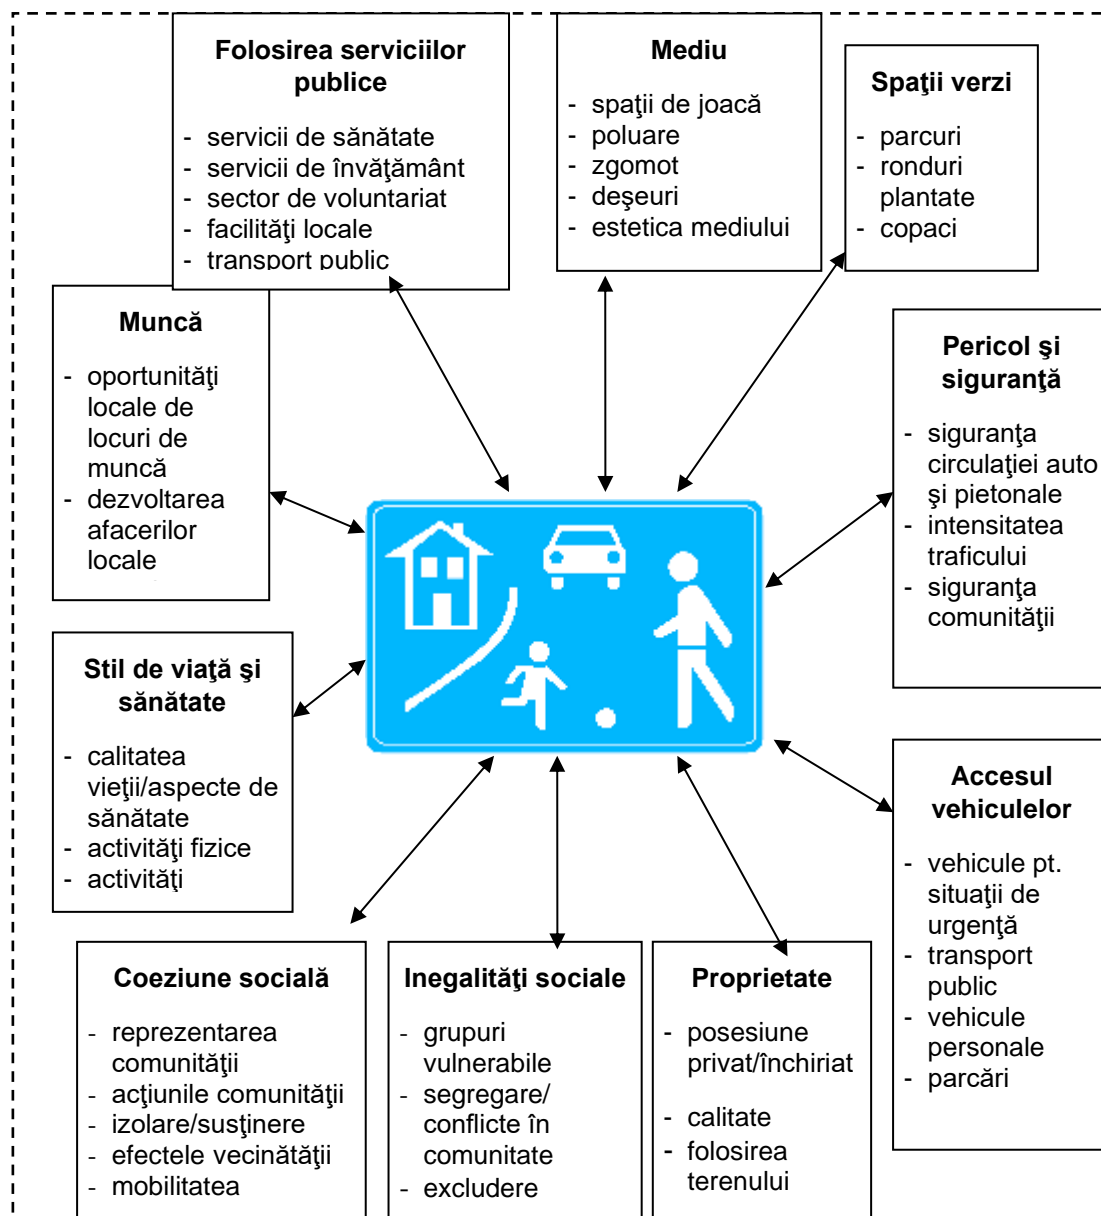 Folosirea serviciilor
publice
- servicii de sănătate
- servicii de învăţământ
- sector de voluntariat
- facilităţi locale
- transport public
Mediu
- spaţii de joacă
- poluare
- zgomot
- deşeuri
- estetica mediului
Spaţii verzi
- parcuri
- ronduri
plantate
- copaci
Muncă
- oportunităţi
locale de
locuri de
muncă
- dezvoltarea
afacerilor
locale
Pericol şi
siguranţă
- siguranţa
circulaţiei auto
şi pietonale
- intensitatea
traficului
- siguranţa
comunităţii
Stil de viaţă şi
sănătate
- calitatea
vieţii/aspecte de
sănătate
- activităţi fizice
- activităţi
Accesul
vehiculelor
- vehicule pt.
situaţii de
urgenţă
- transport
public
- vehicule
personale
- parcări
Coeziune socială
- reprezentarea
comunităţii
- acţiunile comunităţii
- izolare/susţinere
- efectele vecinătăţii
- mobilitatea
Inegalităţi sociale
- grupuri
vulnerabile
- segregare/
conflicte în
comunitate
- excludere
Proprietate
- posesiune
privat/închiriat
- calitate
- folosirea
terenului